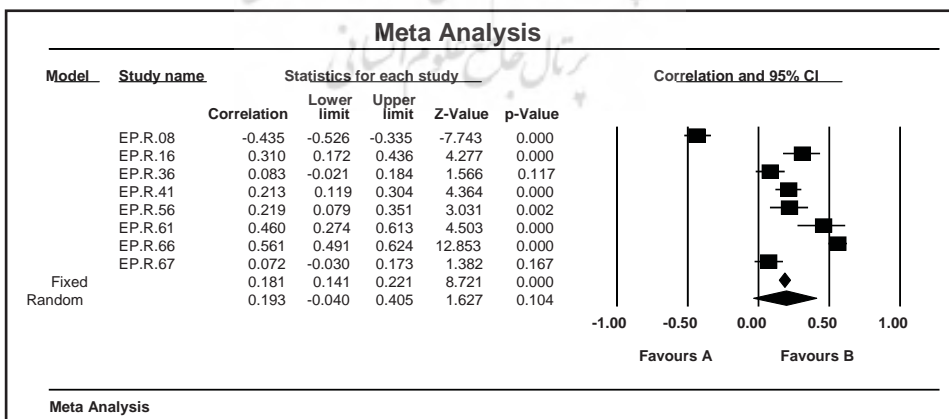 پرتال جامع علوم انسانی
Meta Analysis
Model Study name Statistics for each study Correlation and 95% CI
Correlation Lower limit Upper limit Z-Value p-Value
EP.R.08 -0.435 -0.526 -0.335 -7.743 0.000
EP.R.16 0.310 0.172 0.436 4.277 0.000
EP.R.36 0.083 -0.021 0.184 1.566 0.117
EP.R.41 0.213 0.119 0.304 4.364 0.000
EP.R.56 0.219 0.079 0.351 3.031 0.002
EP.R.61 0.460 0.274 0.613 4.503 0.000
EP.R.66 0.561 0.491 0.624 12.853 0.000
EP.R.67 0.072 -0.030 0.173 1.382 0.167
Fixed 0.181 0.141 0.221 8.721 0.000
Random 0.193 -0.040 0.405 1.627 0.104
-1.00 -0.50 0.00 0.50 1.00
Favours A Favours B
Meta Analysis